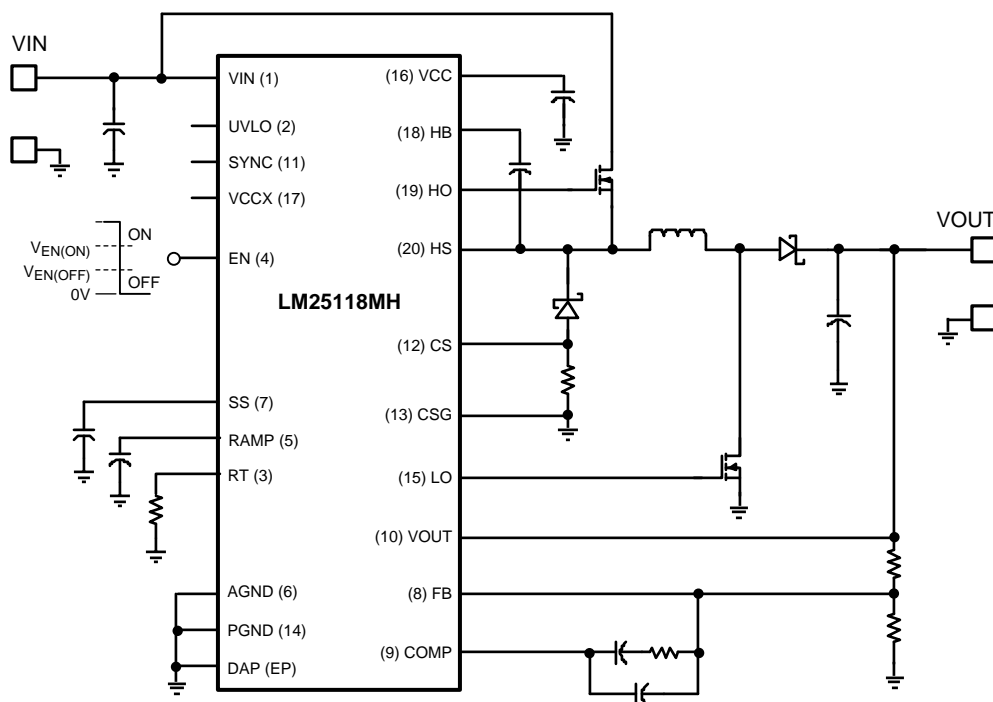 VIN
VIN (1)
UVLO (2)
SYNC (11)
VCCX (17)
ON
VEN(ON)
VEN(OFF)
OFF
0V
EN (4)
LM25118MH
SS (7)
RAMP (5)
RT (3)
AGND (6)
PGND (14)
DAP (EP)
(16) VCC
(18) HB
(19) HO
(20) HS
(12) CS
(13) CSG
(15) LO
(10) VOUT
(8) FB
(9) COMP
VOUT